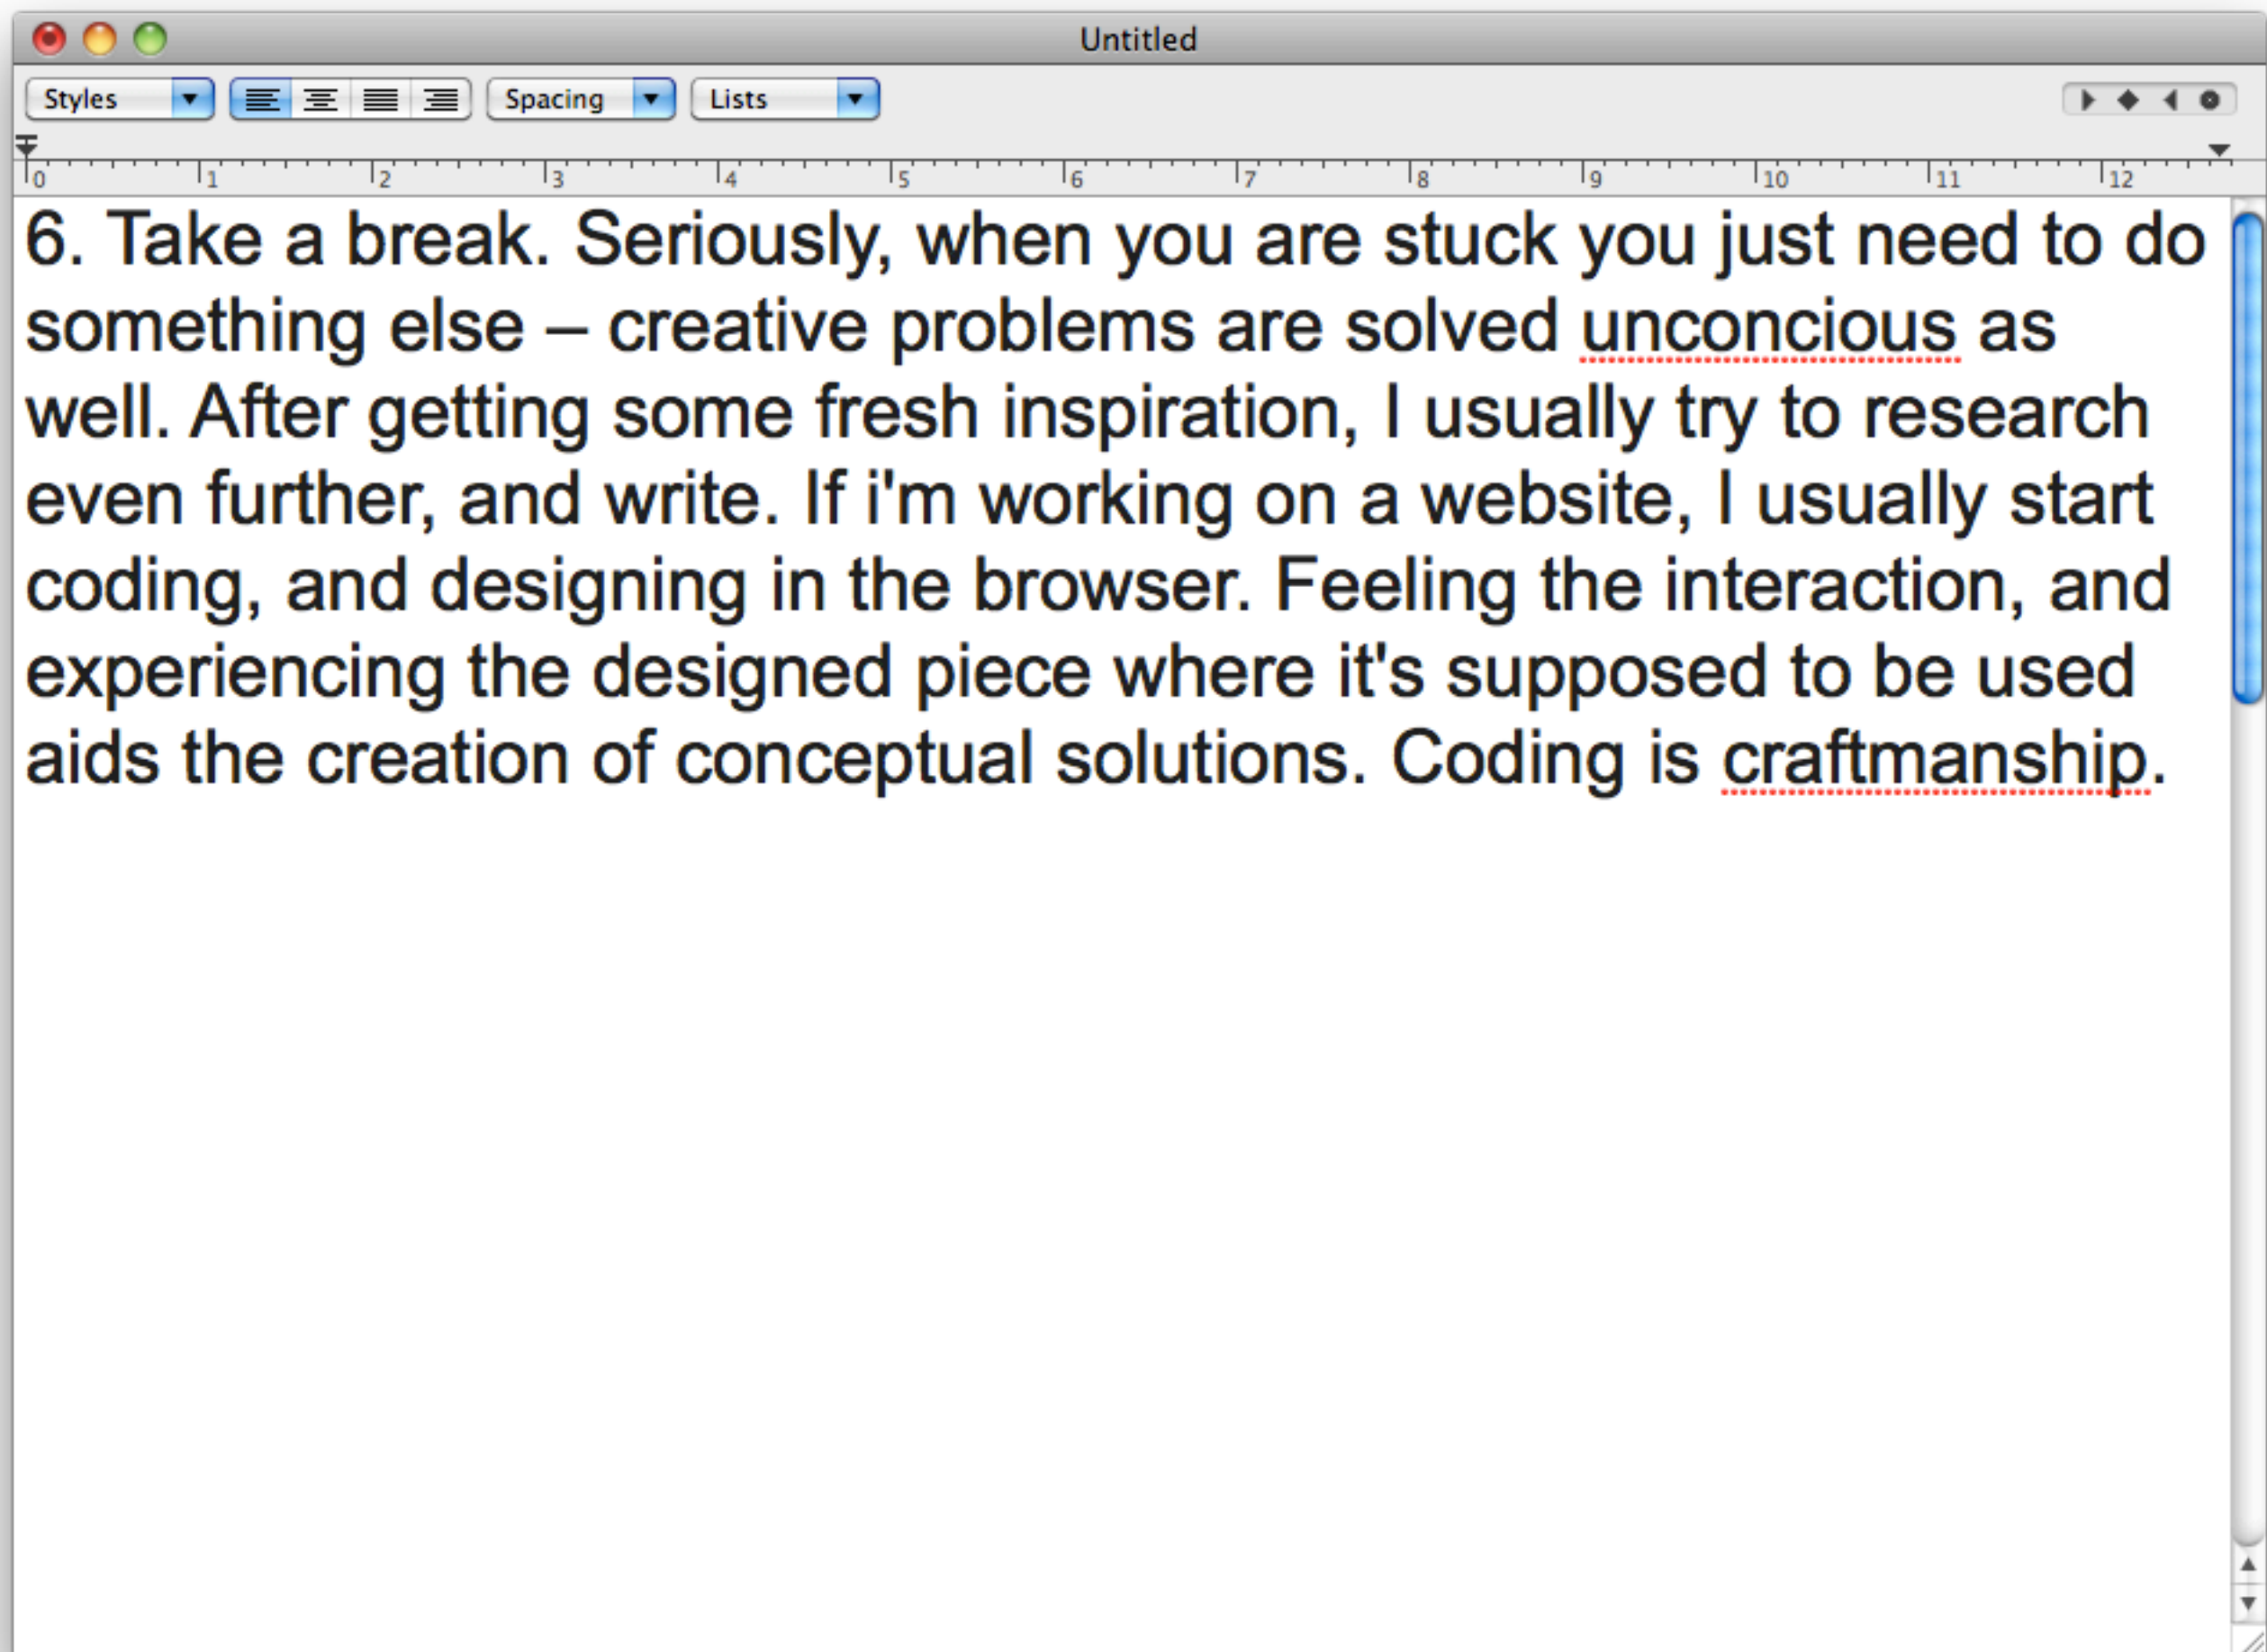 Untitled
Styles Spacing Lists
0 1 2 3 4 5 6 7 8 9 10 11 12
6. Take a break. Seriously, when you are stuck you just need to do
something else – creative problems are solved unconcious as
well. After getting some fresh inspiration, I usually try to research
even further, and write. If i'm working on a website, I usually start
coding, and designing in the browser. Feeling the interaction, and
experiencing the designed piece where it's supposed to be used
aids the creation of conceptual solutions. Coding is craftmanship.